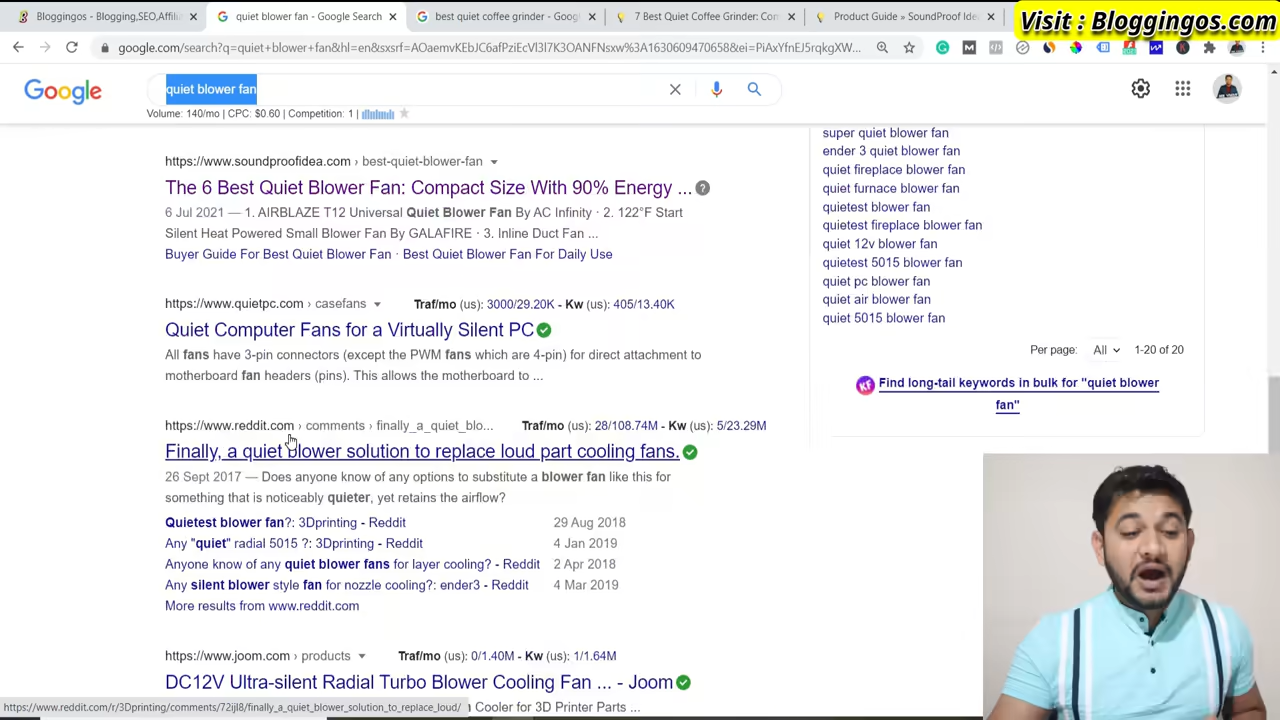 Bloggingos - Blogging,SEO,Affili
quiet blower fan - Google Search
best quiet coffee grinder - Goog
7 Best Quiet Coffee Grinder: Com
Product Guide » SoundProof Ide
Visit : Bloggingos.com
google.com/search?q=quiet+blower+fan&hl=en&sxsrf=AOaemvKEb,C6afPziEcVl3l7K3OANFNsxw%3A1630609470658&ei=PiAxYfnEJ5rqkgXW...
Google
quiet blower fan
Volume: 140/mo | CPC: $0.60 | Competition: 1
https://www.soundproofidea.com › best-quiet-blower-fan
The 6 Best Quiet Blower Fan: Compact Size With 90% Energy ...
6 Jul 2021 — 1. AIRBLAZE T12 Universal Quiet Blower Fan By AC Infinity · 2. 122°F Start
Silent Heat Powered Small Blower Fan By GALAFIRE · 3. Inline Duct Fan ...
Buyer Guide For Best Quiet Blower Fan · Best Quiet Blower Fan For Daily Use
https://www.quietpc.com › casefans
Traf/mo (us): 3000/29.20K - Kw (us): 405/13.40K
Quiet Computer Fans for a Virtually Silent PC
All fans have 3-pin connectors (except the PWM fans which are 4-pin) for direct attachment to
motherboard fan headers (pins). This allows the motherboard to ...
https://www.reddit.com › comments › finally_a_quiet_blo...
Traf/mo (us): 28/108.74M - Kw (us): 5/23.29M
Finally, a quiet blower solution to replace loud part cooling fans.
26 Sept 2017 — Does anyone know of any options to substitute a blower fan like this for
something that is noticeably quieter, yet retains the airflow?
Quietest blower fan?: 3Dprinting - Reddit 29 Aug 2018
Any "quiet" radial 5015 ?: 3Dprinting - Reddit 4 Jan 2019
Anyone know of any quiet blower fans for layer cooling? - Reddit 2 Apr 2018
Any silent blower style fan for nozzle cooling?: ender3 - Reddit 4 Mar 2019
More results from www.reddit.com
https://www.joom.com › products
Traf/mo (us): 0/1.40M - Kw (us): 1/1.64M
DC12V Ultra-silent Radial Turbo Blower Cooling Fan ... - Joom
Cooler for 3D Printer Parts ...
https://www.reddit.com/r/3Dprinting/comments/72ijl8/finally_a_quiet_blower_solution_to_replace_loud/
super quiet blower fan
ender 3 quiet blower fan
quiet fireplace blower fan
quiet furnace blower fan
quietest blower fan
quietest fireplace blower fan
quiet 12v blower fan
quietest 5015 blower fan
quiet pc blower fan
quiet air blower fan
quiet 5015 blower fan
Per page: All 1-20 of 20
KF
Find long-tail keywords in bulk for "quiet blower
fan"